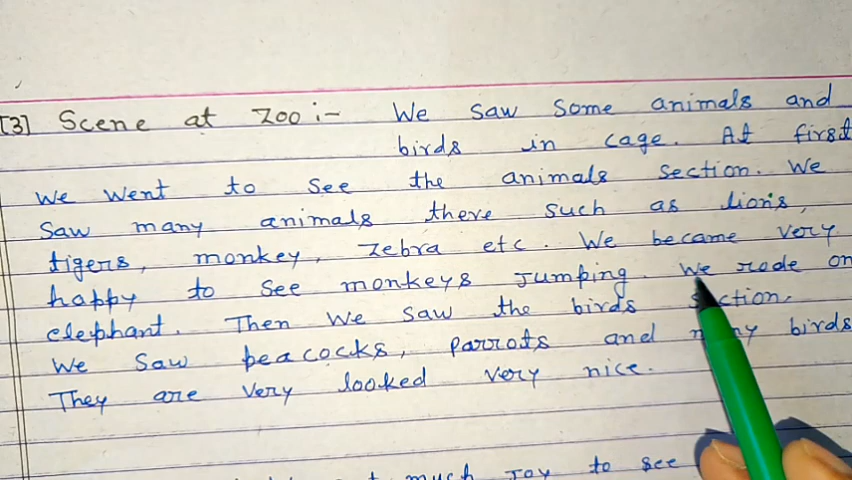 [3] Scene at zoo :- We saw some animals and
birds in cage. At first
we went to see the animals section. We
saw many animals there such as lions,
tigers, monkey, zebra etc. We became very
happy to see monkeys jumping. We rode on
elephant. Then we saw the birds section.
We saw peacocks, parrots and many birds
They are very looked very nice.
much joy to see